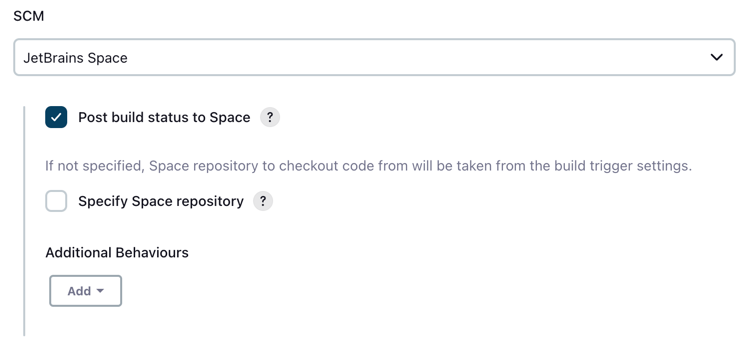 SCM
JetBrains Space
Post build status to Space ?
If not specified, Space repository to checkout code from will be taken from the build trigger settings.
Specify Space repository ?
Additional Behaviours
Add